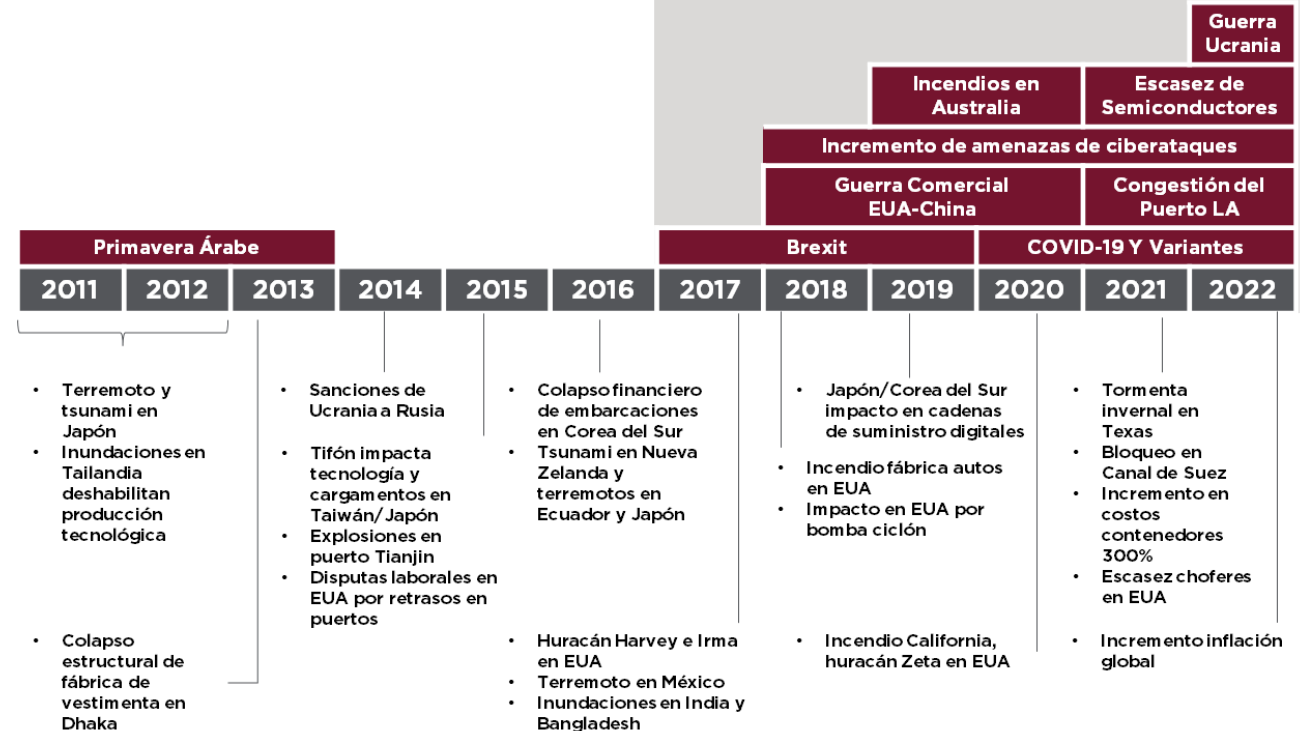 Guerra
Ucrania
Incendios en
Australia
Escasez de
Semiconductores
Incremento de amenazas de ciberataques
Guerra Comercial
EUA-China
Congestión del
Puerto LA
Primavera Árabe
Brexit
COVID-19 Y Variantes
2011 2012 2013 2014 2015 2016 2017 2018 2019 2020 2021 2022
• Terremoto y
tsunami en
Japón
• Inundaciones en
Tailandia
deshabilitan
producción
tecnológica
• Colapso
estructural de
fábrica de
vestimenta en
Dhaka
• Sanciones de
Ucrania a Rusia
• Tifón impacta
tecnología y
cargamentos en
Taiwán/Japón
• Explosiones en
puerto Tianjin
• Disputas laborales en
EUA por retrasos en
puertos
• Colapso financiero
de embarcaciones
en Corea del Sur
• Tsunami en Nueva
Zelanda y
terremotos en
Ecuador y Japón
• Huracán Harvey e Irma
en EUA
• Terremoto en México
• Inundaciones en India y
Bangladesh
• Japón/Corea del Sur
impacto en cadenas
de suministro digitales
• Incendio fábrica autos
en EUA
• Impacto en EUA por
bomba ciclón
• Incendio California,
huracán Zeta en EUA
• Tormenta
invernal en
Texas
• Bloqueo en
Canal de Suez
• Incremento en
costos
contenedores
300%
• Escasez choferes
en EUA
• Incremento inflación
global